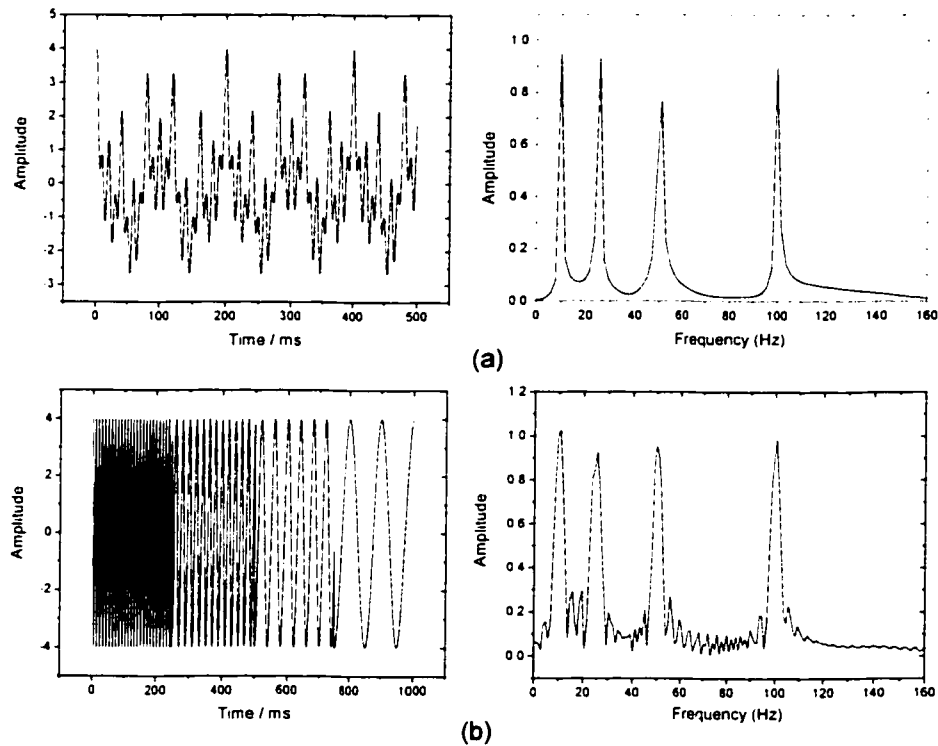 5
4
3
2
1
0
-1
-2
-3
Amplitude
0 100 200 300 400 500
Time / ms
1 0
0.8
0.6
0.4
0.2
0.0
Amplitude
0 20 40 60 80 100 120 140 160
Frequency (Hz)
(a)
4
2
0
-2
-4
Amplitude
0 200 400 600 800 1000
Time / ms
1.2
1.0
0.8
0.6
0.4
0.2
0.0
Amplitude
0 20 40 60 80 100 120 140 160
Frequency (Hz)
(b)